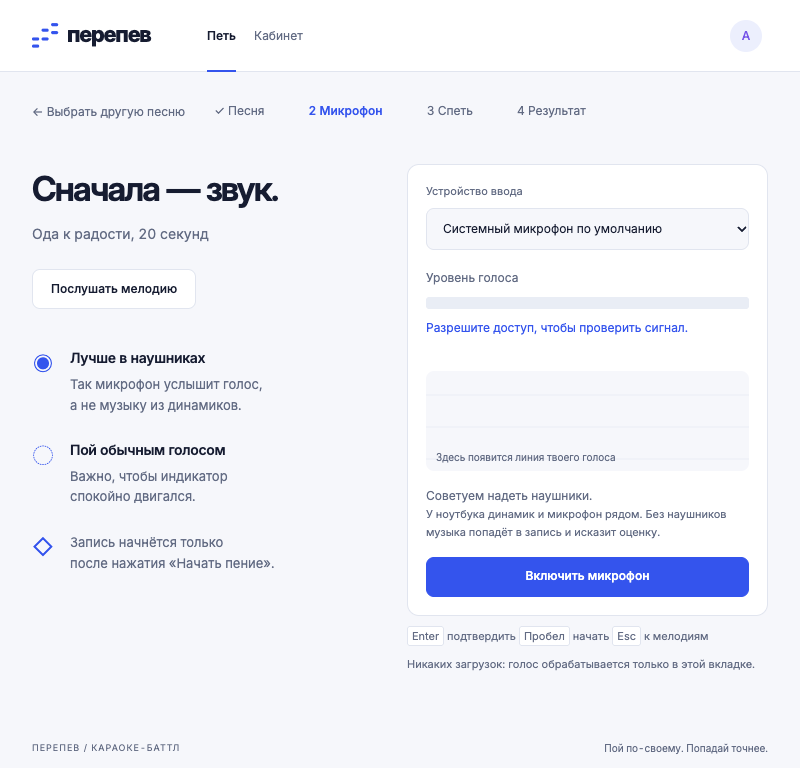 перепев
Петь
Кабинет
А
← Выбрать другую песню
✓ Песня
2 Микрофон
3 Спеть
4 Результат
Сначала — звук.
Ода к радости, 20 секунд
Послушать мелодию
Лучше в наушниках
Так микрофон услышит голос,
а не музыку из динамиков.
Пой обычным голосом
Важно, чтобы индикатор
спокойно двигался.
Запись начнётся только
после нажатия «Начать пение».
Устройство ввода
Системный микрофон по умолчанию
Уровень голоса
Разрешите доступ, чтобы проверить сигнал.
Здесь появится линия твоего голоса
Советуем надеть наушники.
У ноутбука динамик и микрофон рядом. Без наушников
музыка попадёт в запись и исказит оценку.
Включить микрофон
Enter подтвердить Пробел начать Esc к мелодиям
Никаких загрузок: голос обрабатывается только в этой вкладке.
ПЕРЕПЕВ / КАРАОКЕ-БАТТЛ
Пой по-своему. Попадай точнее.